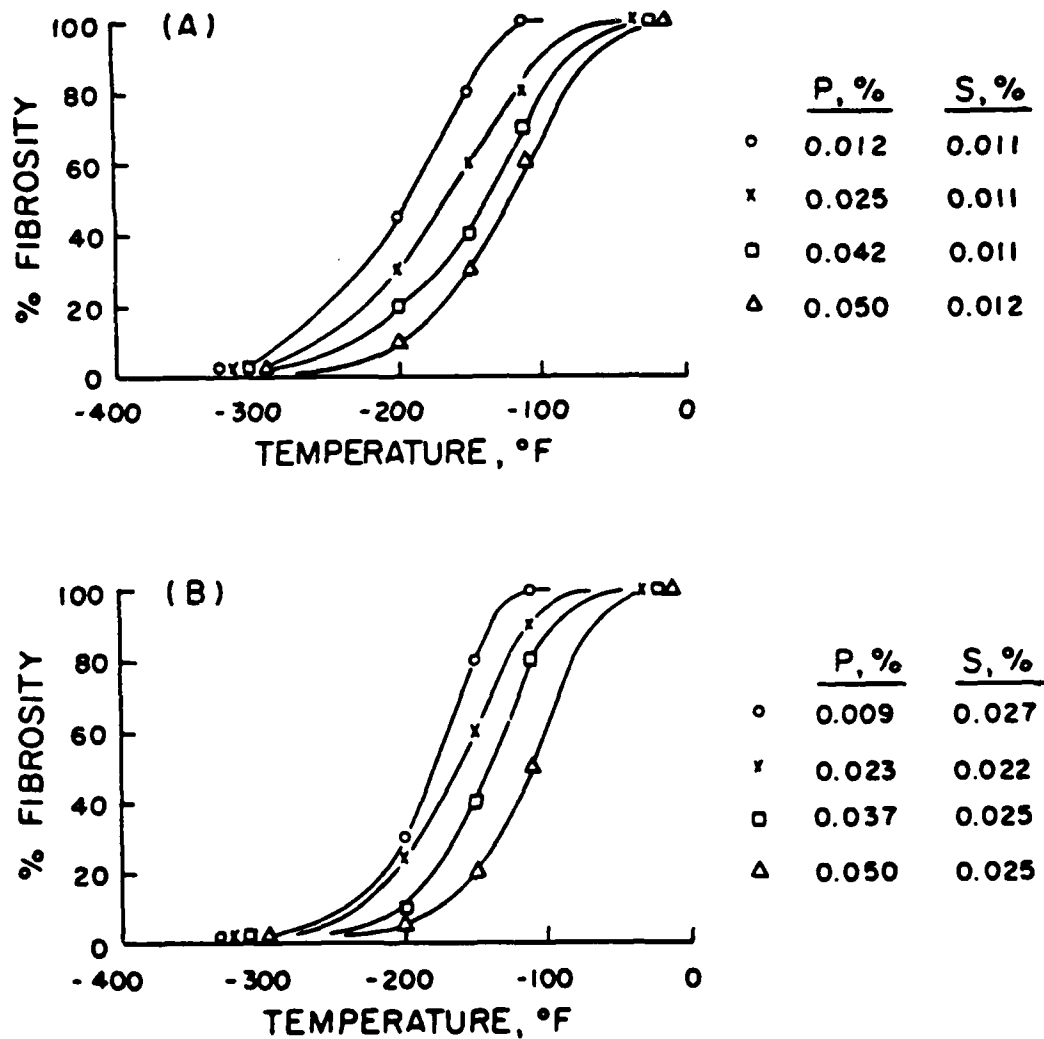 (A)
100
80
60
40
20
0
% FIBROSITY
-400 -300 -200 -100 0
TEMPERATURE, °F
P, % S, %
0.012 0.011
0.025 0.011
0.042 0.011
0.050 0.012
(B)
100
80
60
40
20
0
% FIBROSITY
-400 -300 -200 -100 0
TEMPERATURE, °F
P, % S, %
0.009 0.027
0.023 0.022
0.037 0.025
0.050 0.025